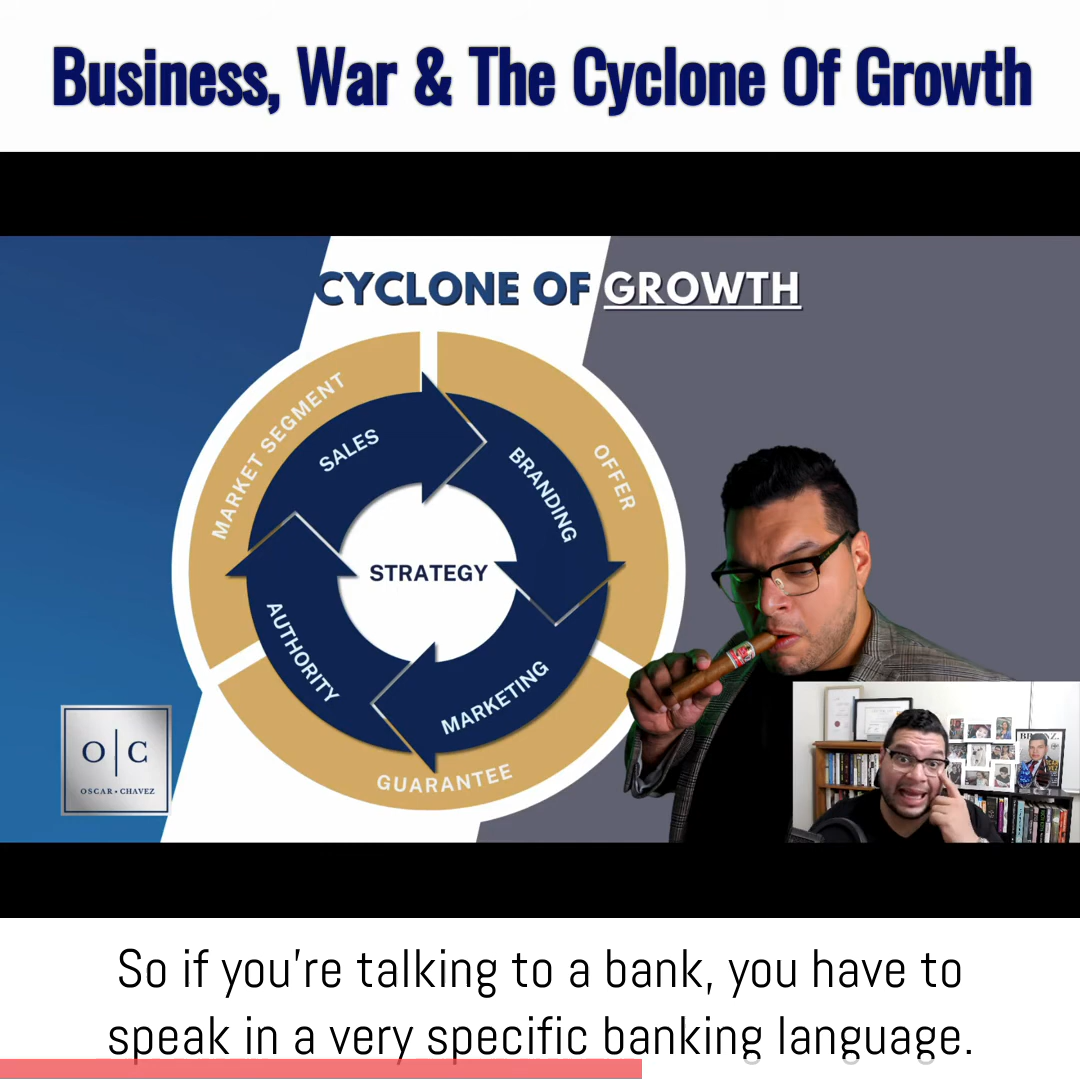 Business, War & The Cyclone Of Growth
CYCLONE OF GROWTH
MARKET SEGMENT
SALES
BRANDING
OFFER
STRATEGY
AUTHORITY
MARKETING
GUARANTEE
O|C
OSCAR • CHAVEZ
So if you're talking to a bank, you have to
speak in a very specific banking language.